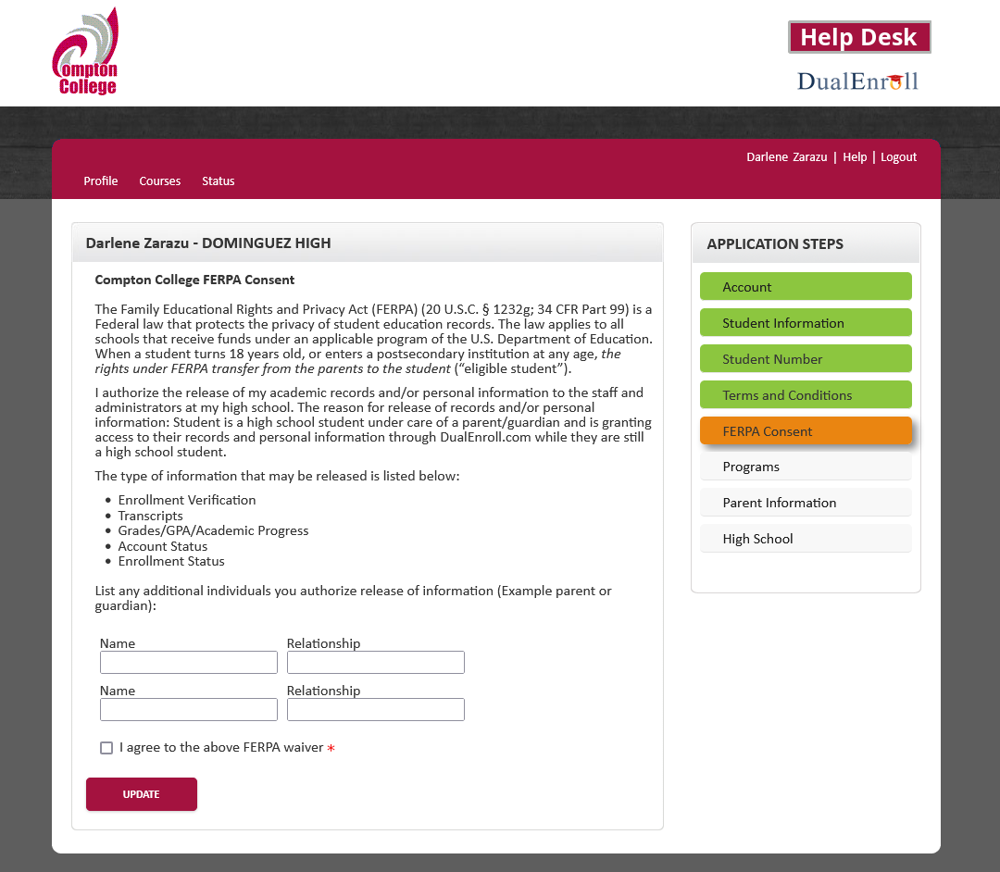 Compton
College
Help Desk
DualEnroll
Darlene Zarazu | Help | Logout
Profile Courses Status
Darlene Zarazu - DOMINGUEZ HIGH
Compton College FERPA Consent
The Family Educational Rights and Privacy Act (FERPA) (20 U.S.C. § 1232g; 34 CFR Part 99) is a
Federal law that protects the privacy of student education records. The law applies to all
schools that receive funds under an applicable program of the U.S. Department of Education.
When a student turns 18 years old, or enters a postsecondary institution at any age, the
rights under FERPA transfer from the parents to the student (“eligible student”).
I authorize the release of my academic records and/or personal information to the staff and
administrators at my high school. The reason for release of records and/or personal
information: Student is a high school student under care of a parent/guardian and is granting
access to their records and personal information through DualEnroll.com while they are still
a high school student.
The type of information that may be released is listed below:
• Enrollment Verification
• Transcripts
• Grades/GPA/Academic Progress
• Account Status
• Enrollment Status
List any additional individuals you authorize release of information (Example parent or
guardian):
Name Relationship
Name Relationship
I agree to the above FERPA waiver *
UPDATE
APPLICATION STEPS
Account
Student Information
Student Number
Terms and Conditions
FERPA Consent
Programs
Parent Information
High School